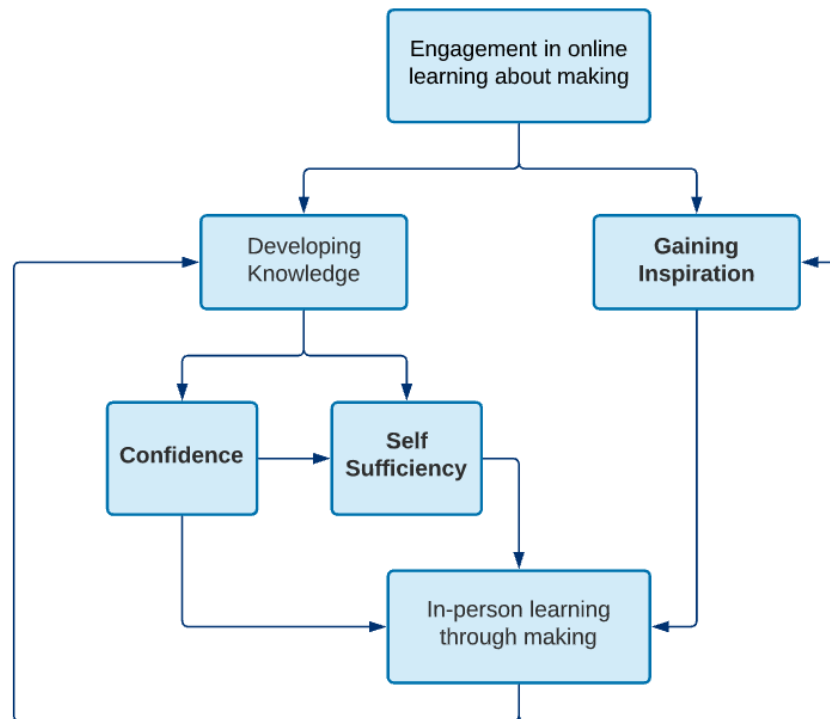 Engagement in online
learning about making
Developing
Knowledge
Gaining
Inspiration
Confidence
Self
Sufficiency
In-person learning
through making